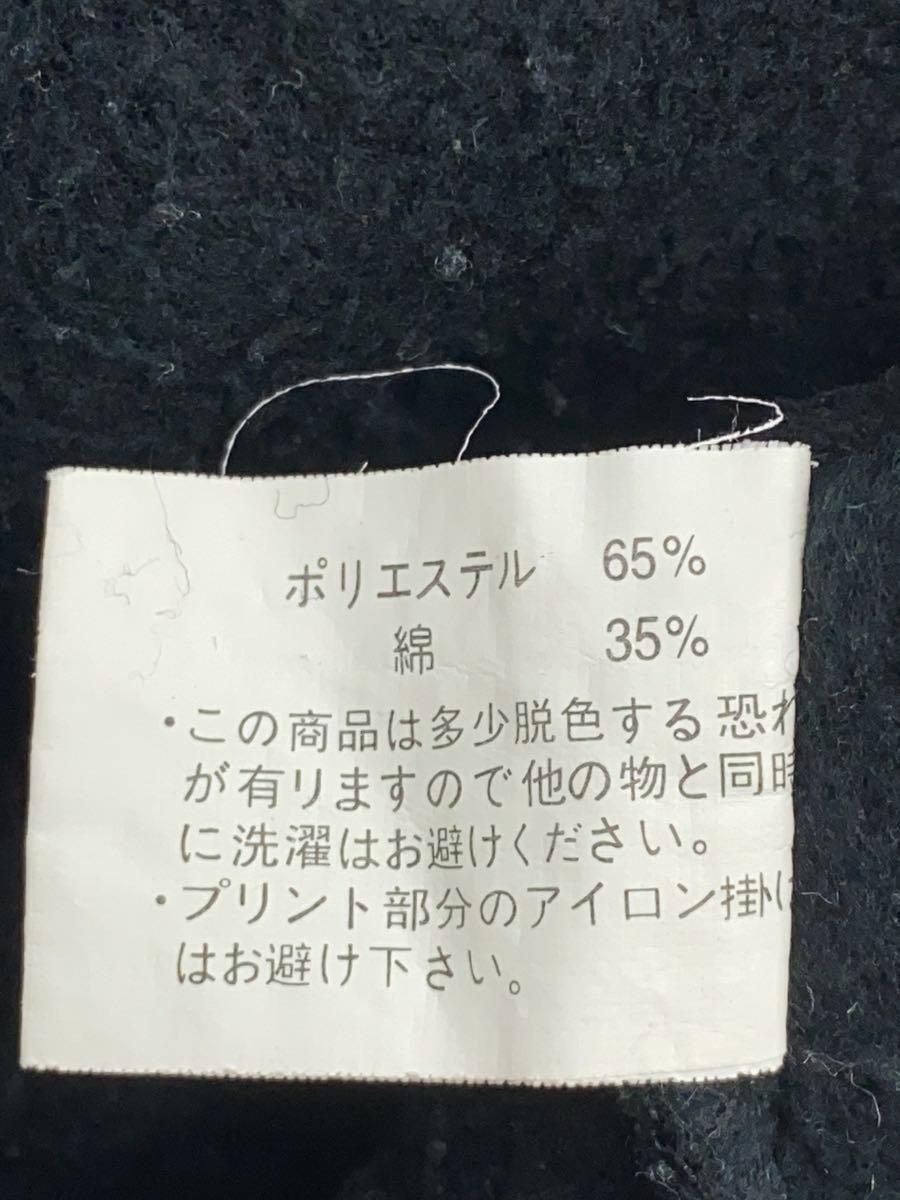 ポリエステル 65%
綿 35%
・この商品は多少脱色する恐れ
が有りますので他の物と同時
に洗濯はお避けください。
・プリント部分のアイロン掛け
はお避け下さい。